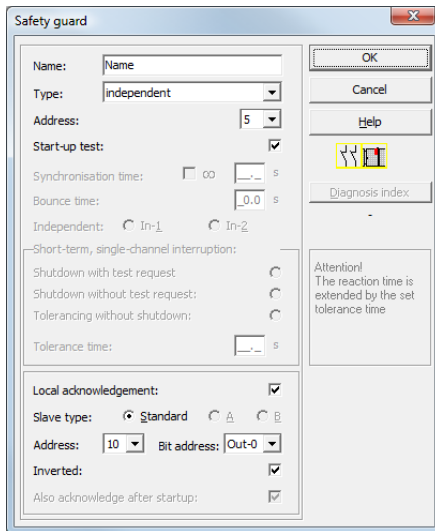 Safety guard
Name: Name
Type: independent
Address: 5
Start-up test:
Synchronisation time: ∞ __._ s
Bounce time: _0.0 s
Independent: In-1 In-2
Short-term, single-channel interruption:
Shutdown with test request
Shutdown without test request:
Tolerancing without shutdown:
Tolerance time: __._ s
Local acknowledgement:
Slave type: Standard A B
Address: 10 Bit address: Out-0
Inverted:
Also acknowledge after startup:
OK
Cancel
Help
Diagnosis index
-
Attention!
The reaction time is
extended by the set
tolerance time